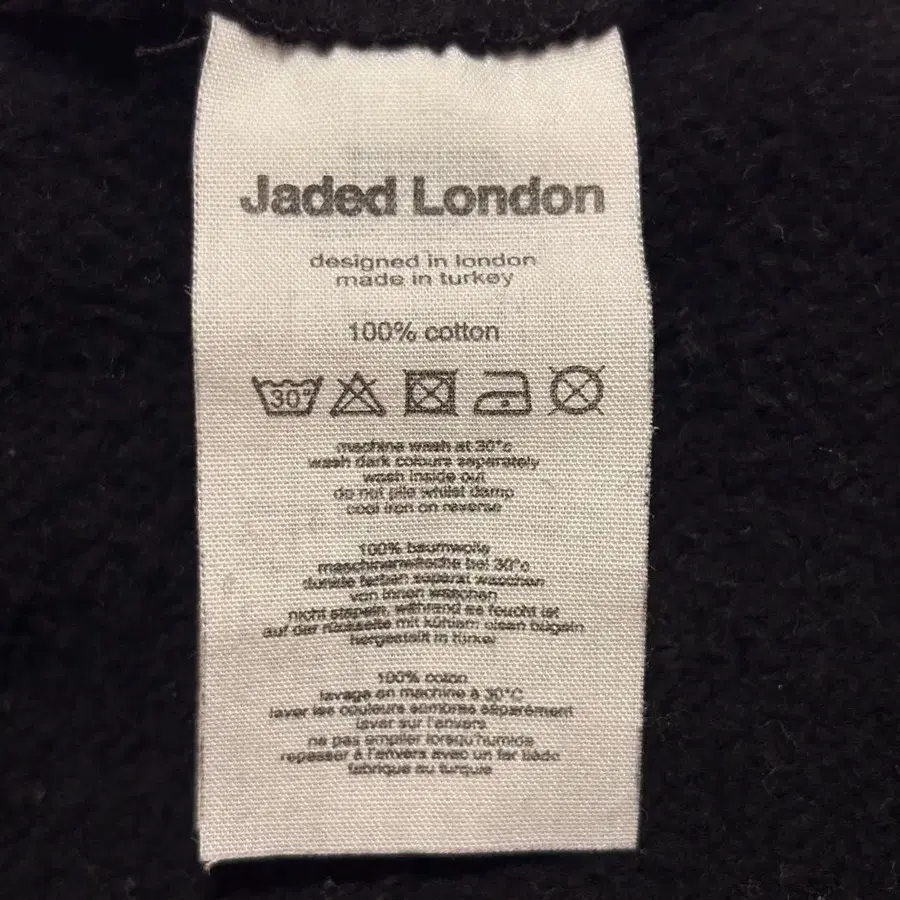 Jaded London
designed in london
made in turkey
100% cotton
30°
machine wash at 30°c
wash dark colours separately
wash inside out
do not pile whilst damp
cool iron on reverse
100% baumwolle
maschinenwäsche bei 30°c
dunkle farben separat waschen
von innen waschen
nicht stapeln, während es feucht ist
auf der rückseite mit kühlem eisen bügeln
hergestellt in türkei
100% coton
lavage en machine à 30°C
laver les couleurs sombres séparément
laver sur l'envers
ne pas empiler lorsqu'humide
repasser à l'envers avec un fer tiède
fabrique au turquie